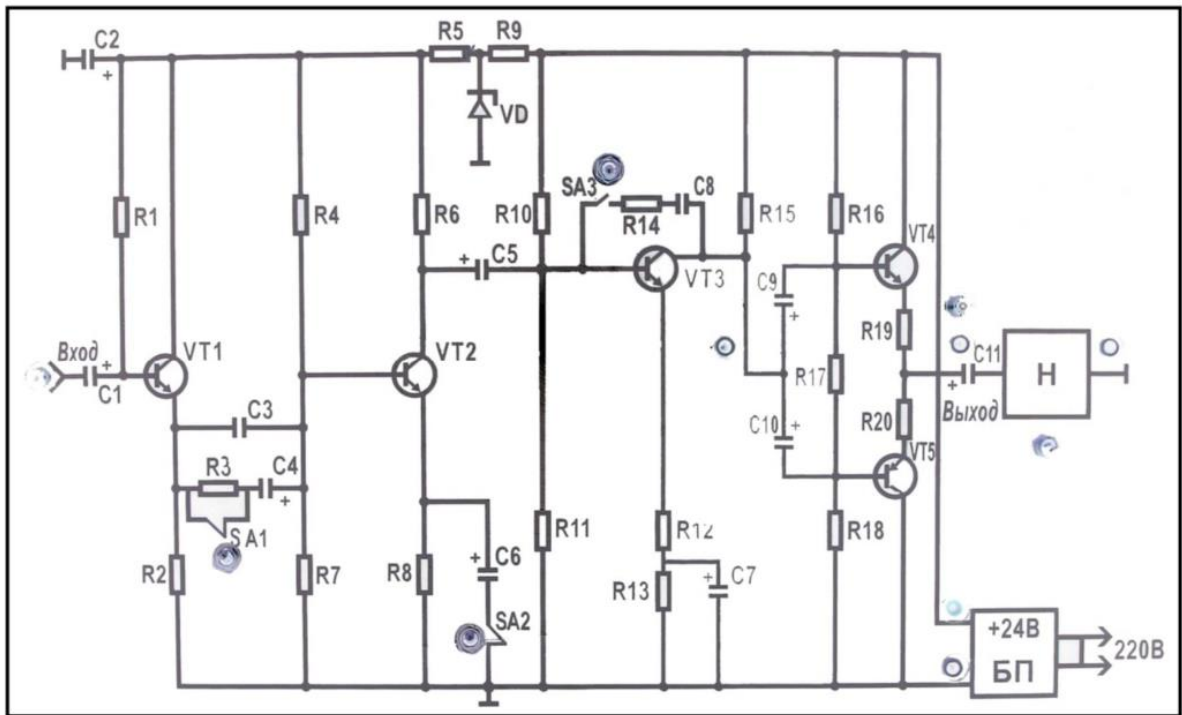 C2
R5
R9
VD
R1
R4
R6
R10
SA3
R14
C8
R15
R16
VT4
C5
VT3
C9
R19
Вход
C1
VT1
VT2
R17
C11
Н
C3
C10
R20
Выход
VT5
R3
C4
SA1
R2
R7
R8
C6
SA2
R11
R12
R13
C7
R18
+24В
БП
220В